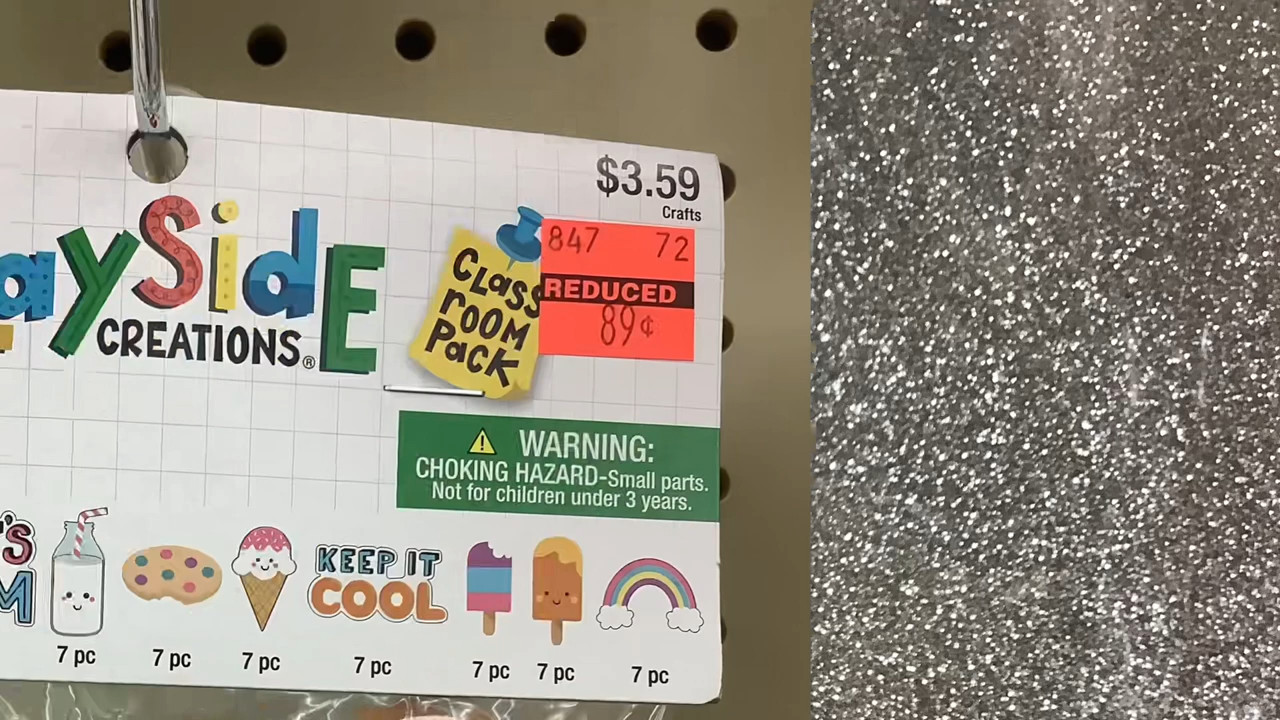 $3.59
Crafts
847 72
REDUCED
89¢
aySidE
CREATIONS®
CLASS
ROOM
PACK
WARNING:
CHOKING HAZARD-Small parts.
Not for children under 3 years.
'S
M
KEEP IT
COOL
7 pc 7 pc 7 pc 7 pc 7 pc 7 pc 7 pc